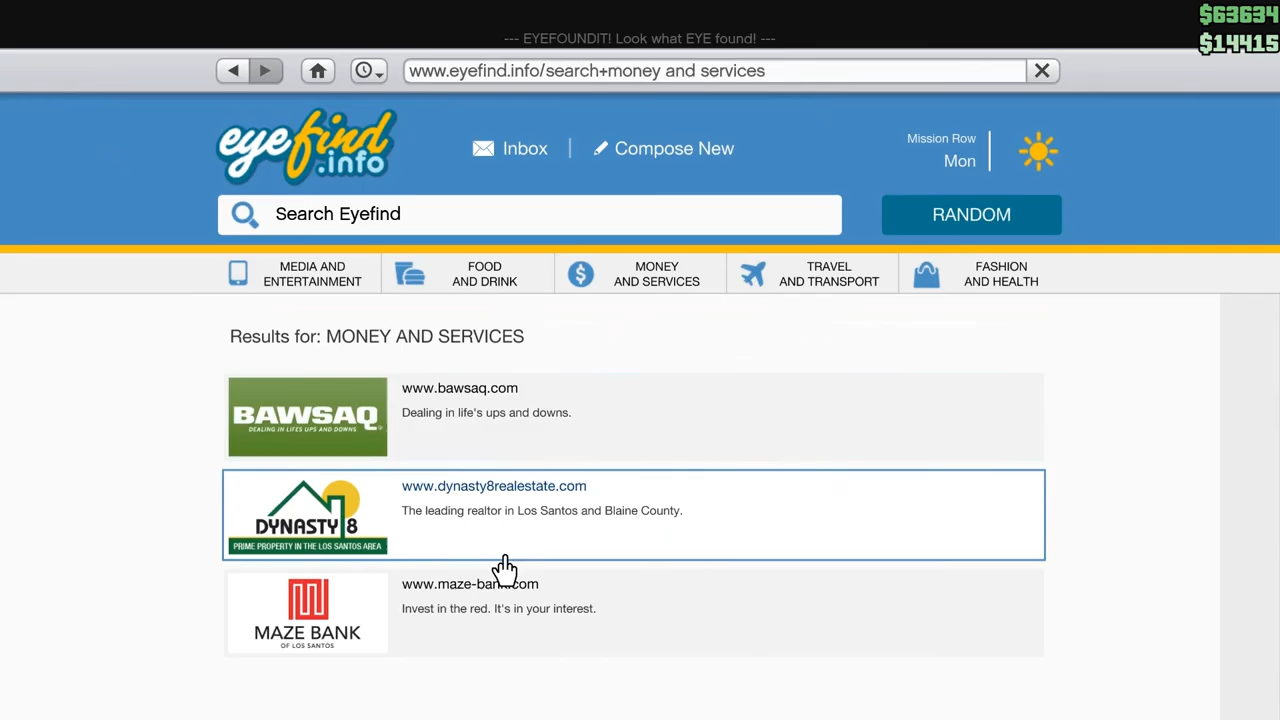 $63634
--- EYEFOUNDIT! Look what EYE found! ---
$14415
www.eyefind.info/search+money and services
eyefind
.info
Inbox
Compose New
Mission Row
Mon
Search Eyefind
RANDOM
MEDIA AND
ENTERTAINMENT
FOOD
AND DRINK
MONEY
AND SERVICES
TRAVEL
AND TRANSPORT
FASHION
AND HEALTH
Results for: MONEY AND SERVICES
BAWSAQ
DEALING IN LIFES UPS AND DOWNS
www.bawsaq.com
Dealing in life's ups and downs.
DYNASTY 8
PRIME PROPERTY IN THE LOS SANTOS AREA
www.dynasty8realestate.com
The leading realtor in Los Santos and Blaine County.
MAZE BANK
OF LOS SANTOS
www.maze-bank.com
Invest in the red. It's in your interest.